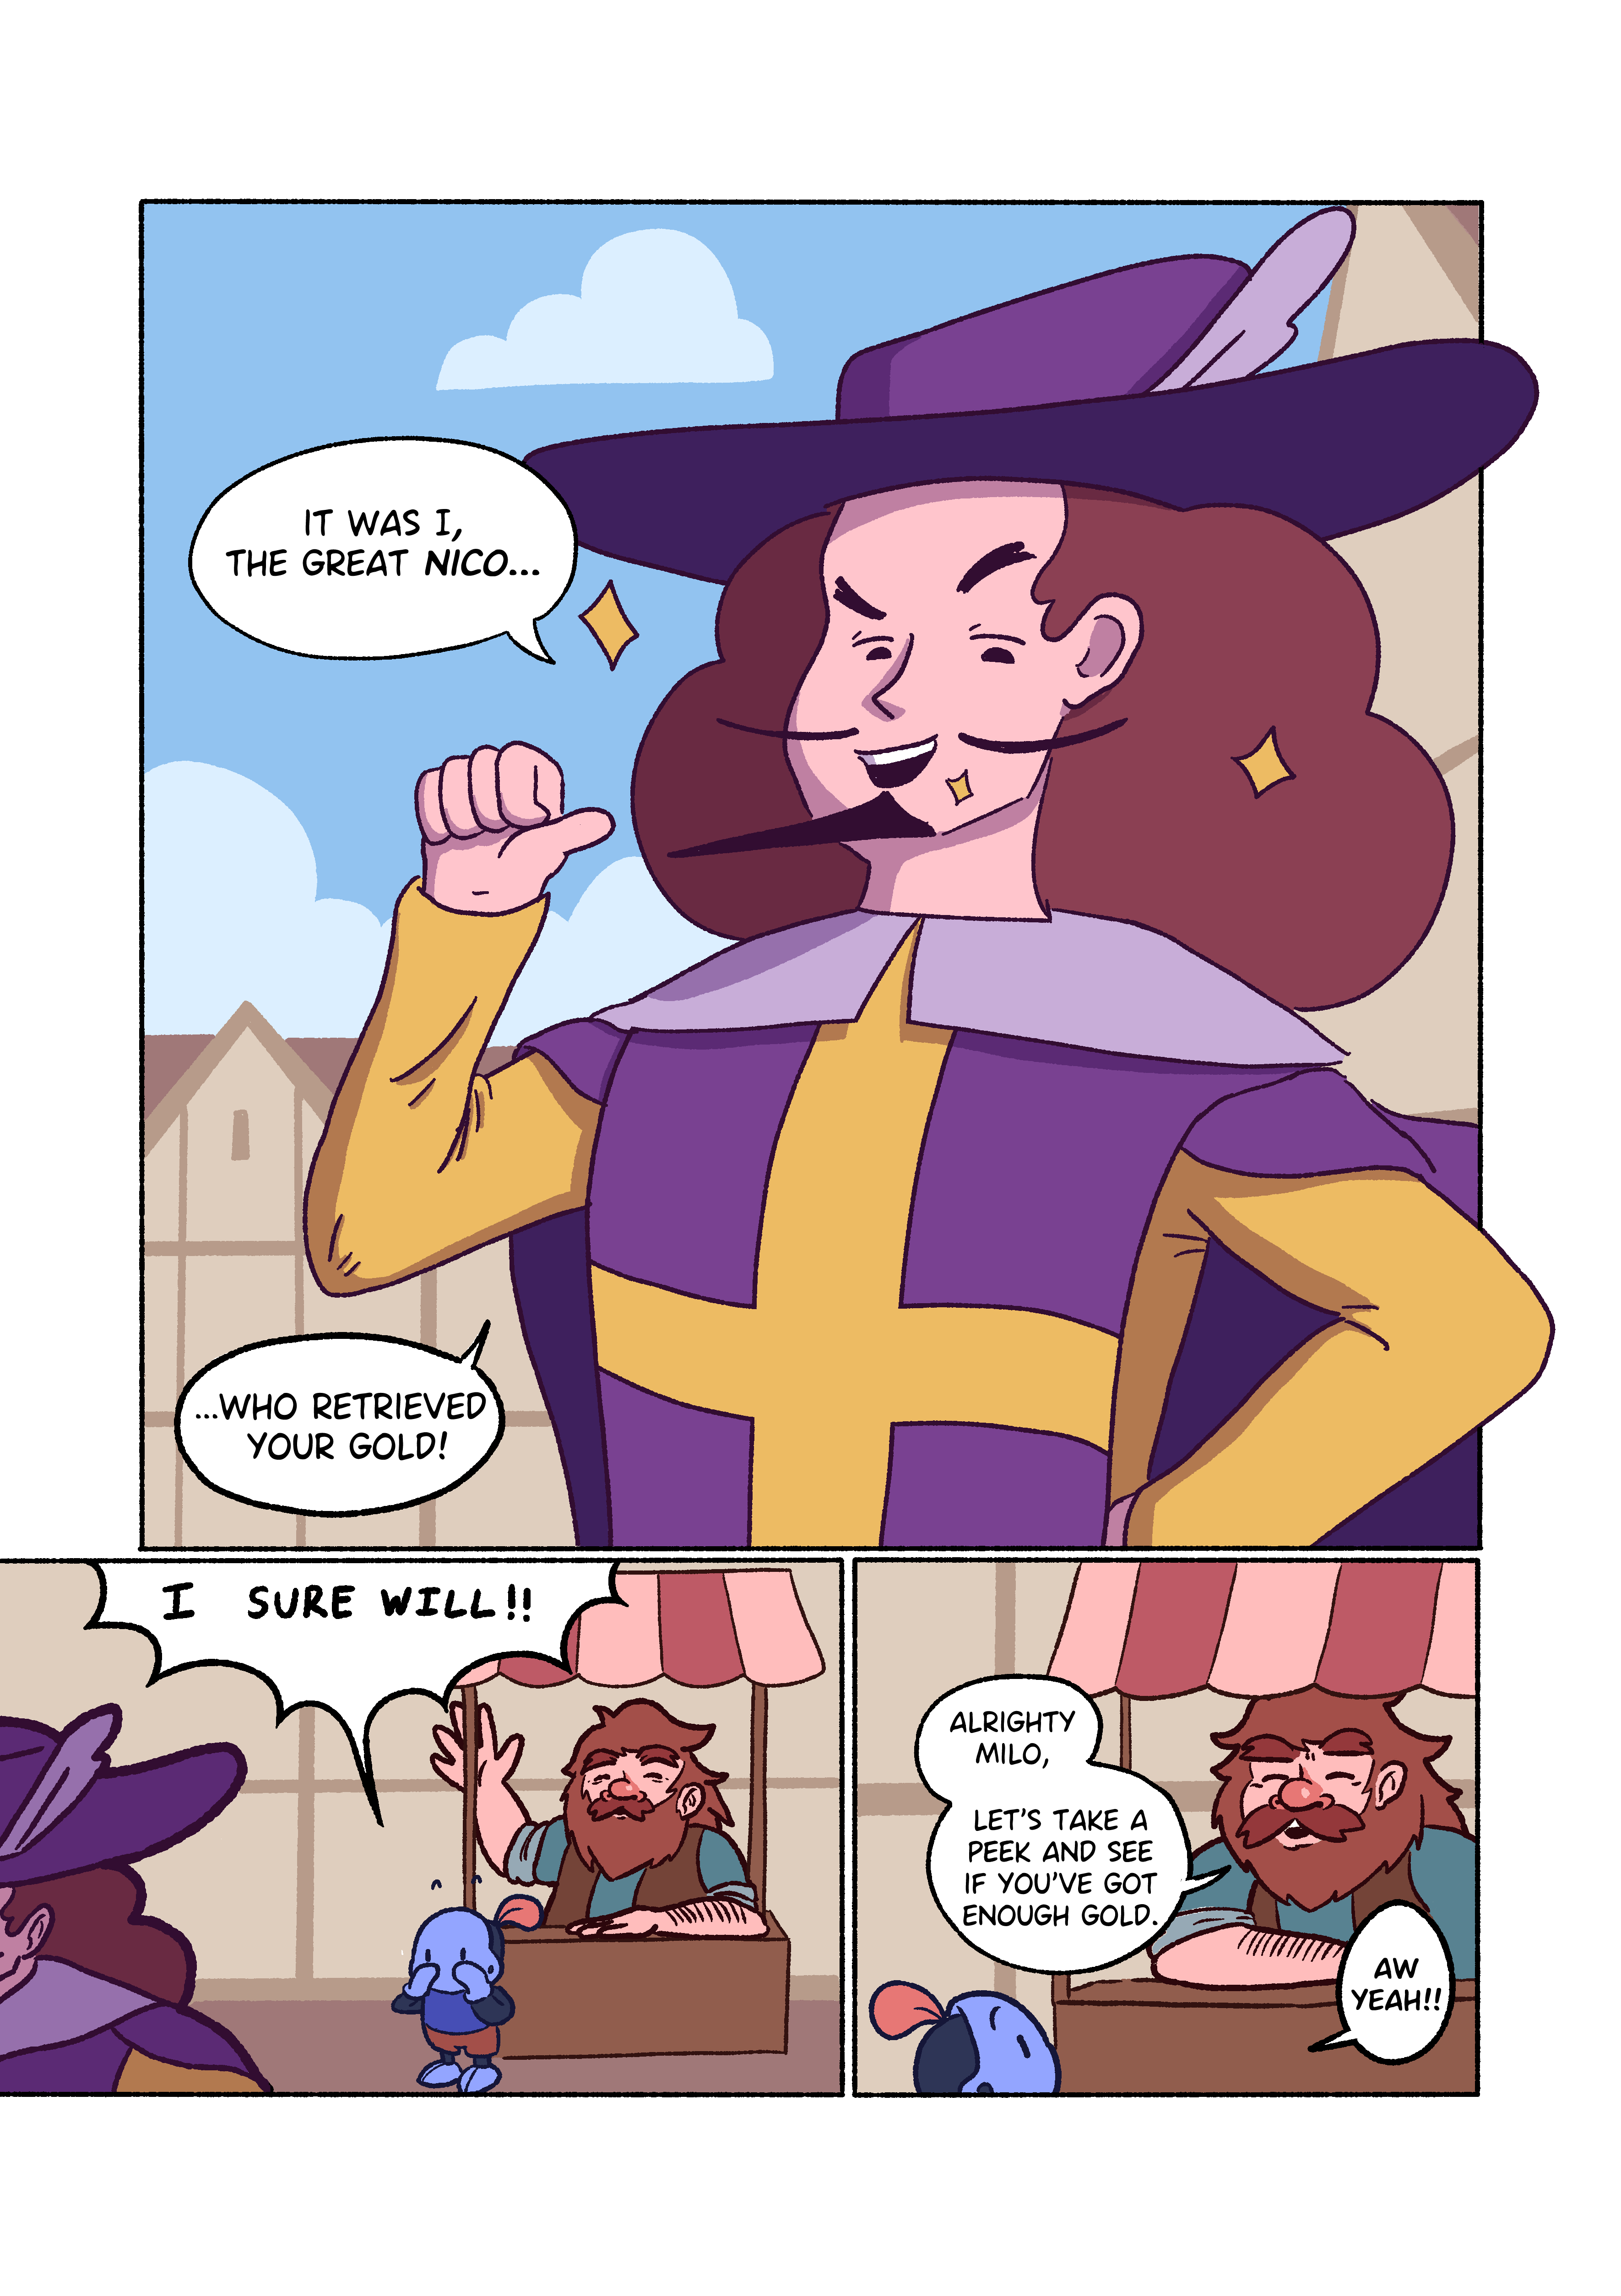 IT WAS I,
THE GREAT NICO...
...WHO RETRIEVED
YOUR GOLD!
I SURE WILL!!
ALRIGHTY
MILO,
LET'S TAKE A
PEEK AND SEE
IF YOU'VE GOT
ENOUGH GOLD.
AW
YEAH!!